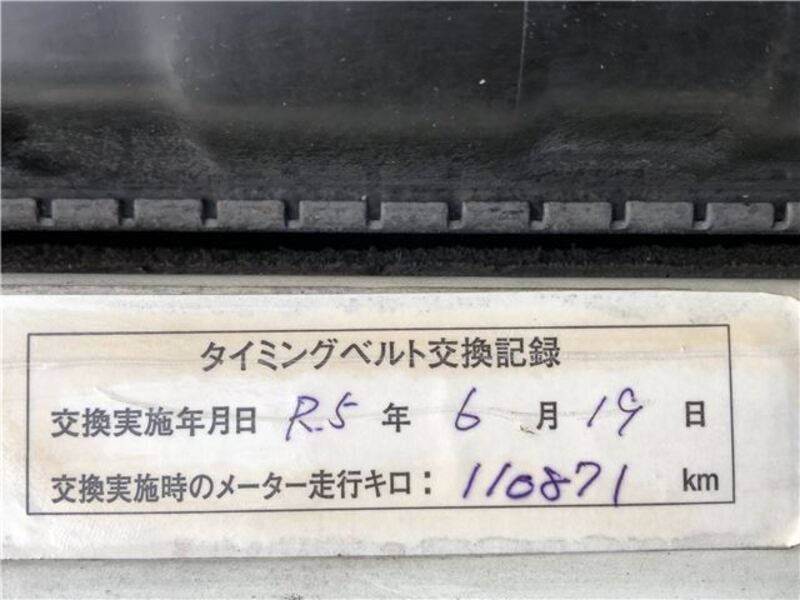 タイミングベルト交換記録
交換実施年月日 R.5 年 6 月 19 日
交換実施時のメーター走行キロ： 110871 km